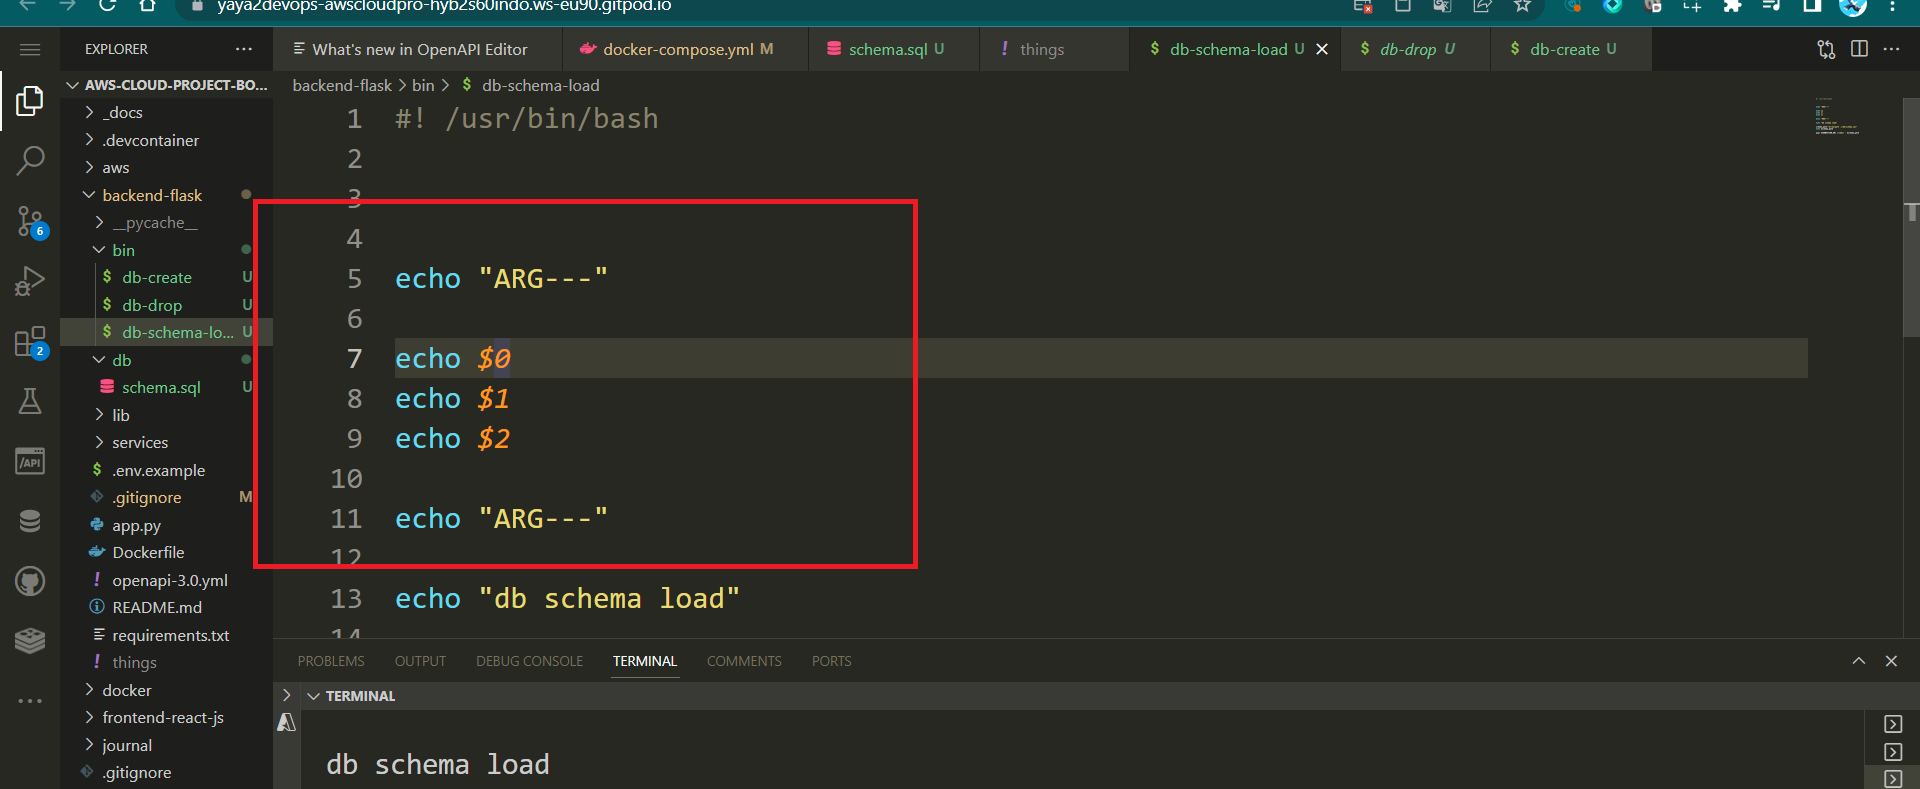 yaya2devops-awscloudpro-hyb2s60indo.ws-eu90.gitpod.io
EXPLORER
What's new in OpenAPI Editor
docker-compose.yml M
schema.sql U
things
db-schema-load U
db-drop U
db-create U
AWS-CLOUD-PROJECT-BO...
backend-flask > bin > $ db-schema-load
_docs
.devcontainer
aws
backend-flask
__pycache__
bin
db-create U
db-drop U
db-schema-lo... U
db
schema.sql U
lib
services
.env.example
.gitignore M
app.py
Dockerfile
openapi-3.0.yml
README.md
requirements.txt
things
docker
frontend-react-js
journal
.gitignore
6
2
/API
1 #! /usr/bin/bash
2
3
4
5 echo "ARG---"
6
7 echo $0
8 echo $1
9 echo $2
10
11 echo "ARG---"
12
13 echo "db schema load"
14
PROBLEMS OUTPUT DEBUG CONSOLE TERMINAL COMMENTS PORTS
TERMINAL
db schema load